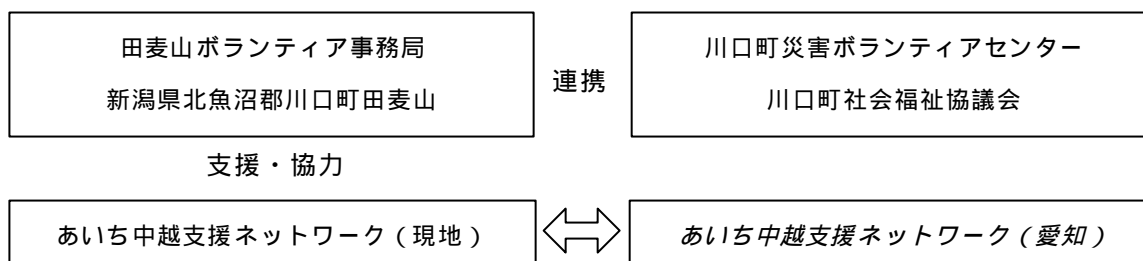 田麦山ボランティア事務局
新潟県北魚沼郡川口町田麦山
連携
川口町災害ボランティアセンター
川口町社会福祉協議会
支援・協力
あいち中越支援ネットワーク（現地）
あいち中越支援ネットワーク（愛知）